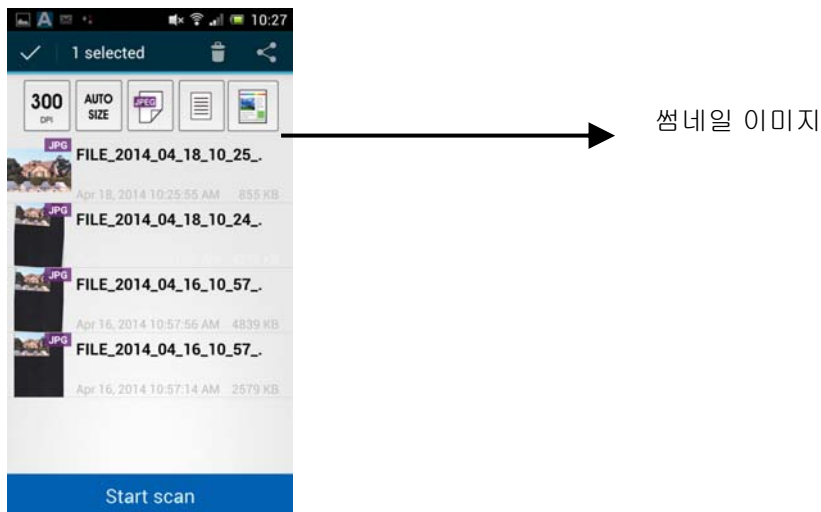 10:27
1 selected
300 DPI AUTO SIZE JPEG
JPG
FILE_2014_04_18_10_25_.
Apr 18, 2014 10:25:55 AM 855 KB
JPG
FILE_2014_04_18_10_24_.
JPG
FILE_2014_04_16_10_57_.
Apr 16, 2014 10:57:56 AM 4839 KB
JPG
FILE_2014_04_16_10_57_.
Apr 16, 2014 10:57:14 AM 2579 KB
Start scan
썸네일 이미지